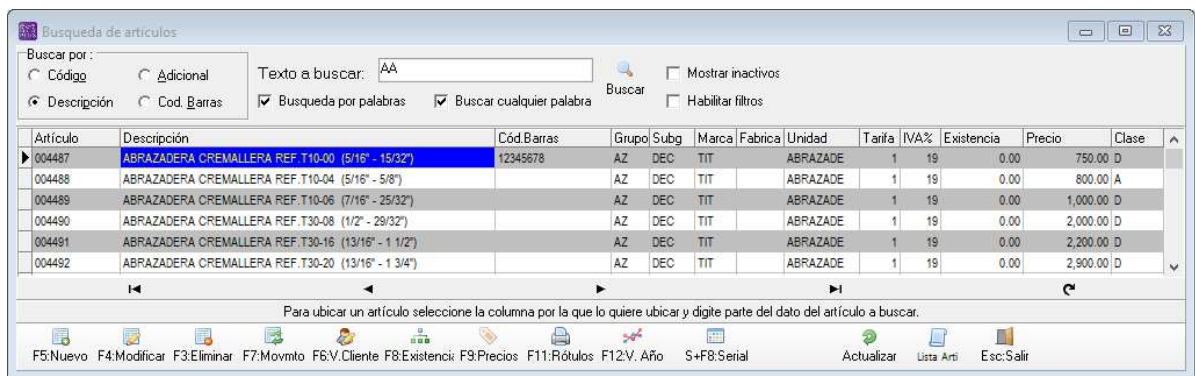 Busqueda de artículos
Buscar por :
Código Adicional
Descripción Cod. Barras
Texto a buscar: AA
Busqueda por palabras Buscar cualquier palabra
Buscar
Mostrar inactivos
Habilitar filtros
Artículo Descripción Cód.Barras Grupo Subg Marca Fabrica Unidad Tarifa IVA% Existencia Precio Clase
004487 ABRAZADERA CREMALLERA REF.T10-00 (5/16" - 15/32") 12345678 AZ DEC TIT ABRAZADE 1 19 0.00 750.00 D
004488 ABRAZADERA CREMALLERA REF.T10-04 (5/16" - 5/8") AZ DEC TIT ABRAZADE 1 19 0.00 800.00 A
004489 ABRAZADERA CREMALLERA REF.T10-06 (7/16" - 25/32") AZ DEC TIT ABRAZADE 1 19 0.00 1,000.00 D
004490 ABRAZADERA CREMALLERA REF.T30-08 (1/2" - 29/32") AZ DEC TIT ABRAZADE 1 19 0.00 2,000.00 D
004491 ABRAZADERA CREMALLERA REF.T30-16 (13/16" - 1 1/2") AZ DEC TIT ABRAZADE 1 19 0.00 2,200.00 D
004492 ABRAZADERA CREMALLERA REF.T30-20 (13/16" - 1 3/4") AZ DEC TIT ABRAZADE 1 19 0.00 2,900.00 D
Para ubicar un artículo seleccione la columna por la que lo quiere ubicar y digite parte del dato del artículo a buscar.
F5:Nuevo F4:Modificar F3:Eliminar F7:Movmto F6:V.Cliente F8:Existencia F9:Precios F11:Rótulos F12:V. Año S+F8:Serial Actualizar Lista Arti Esc:Salir